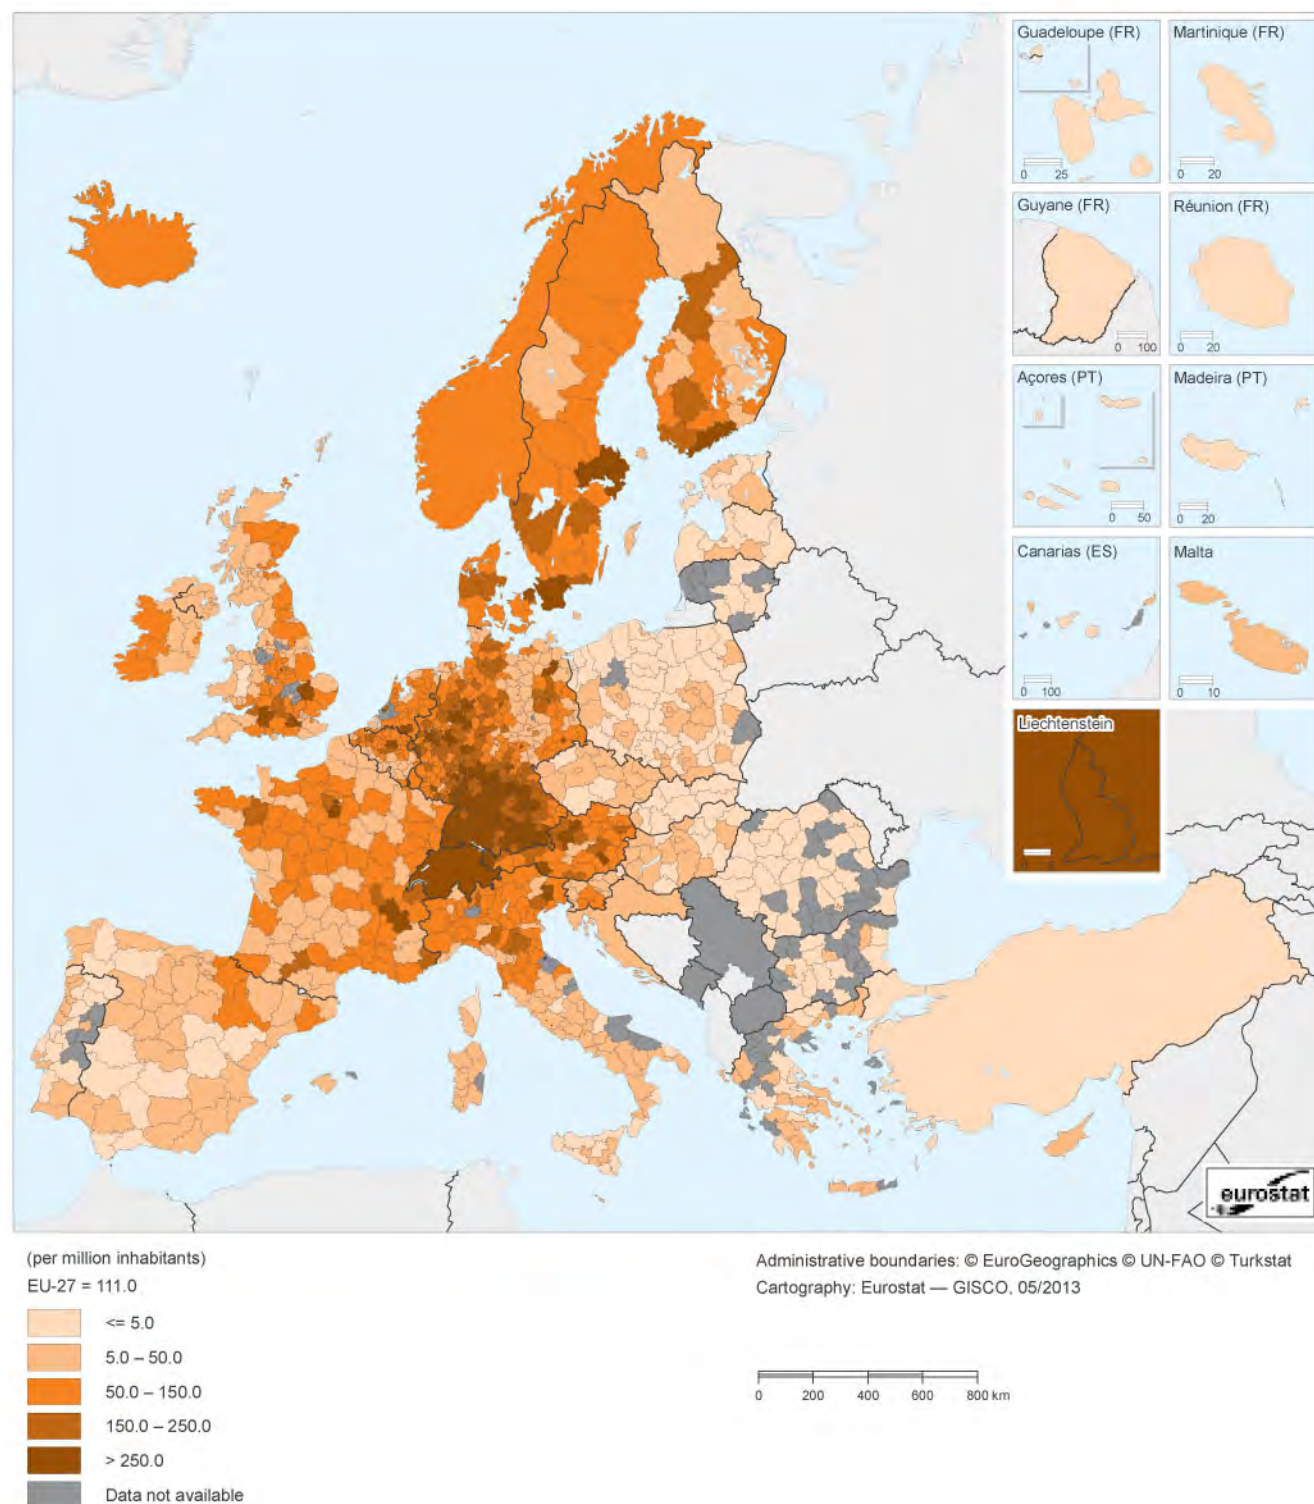 Guadeloupe (FR)
0 25
Martinique (FR)
0 20
Guyane (FR)
0 100
Réunion (FR)
0 20
Açores (PT)
0 50
Madeira (PT)
0 20
Canarias (ES)
0 100
Malta
0 10
Liechtenstein
eurostat
(per million inhabitants)
EU-27 = 111.0
<= 5.0
5.0 – 50.0
50.0 – 150.0
150.0 – 250.0
> 250.0
Data not available
Administrative boundaries: © EuroGeographics © UN-FAO © Turkstat
Cartography: Eurostat — GISCO, 05/2013
0 200 400 600 800 km